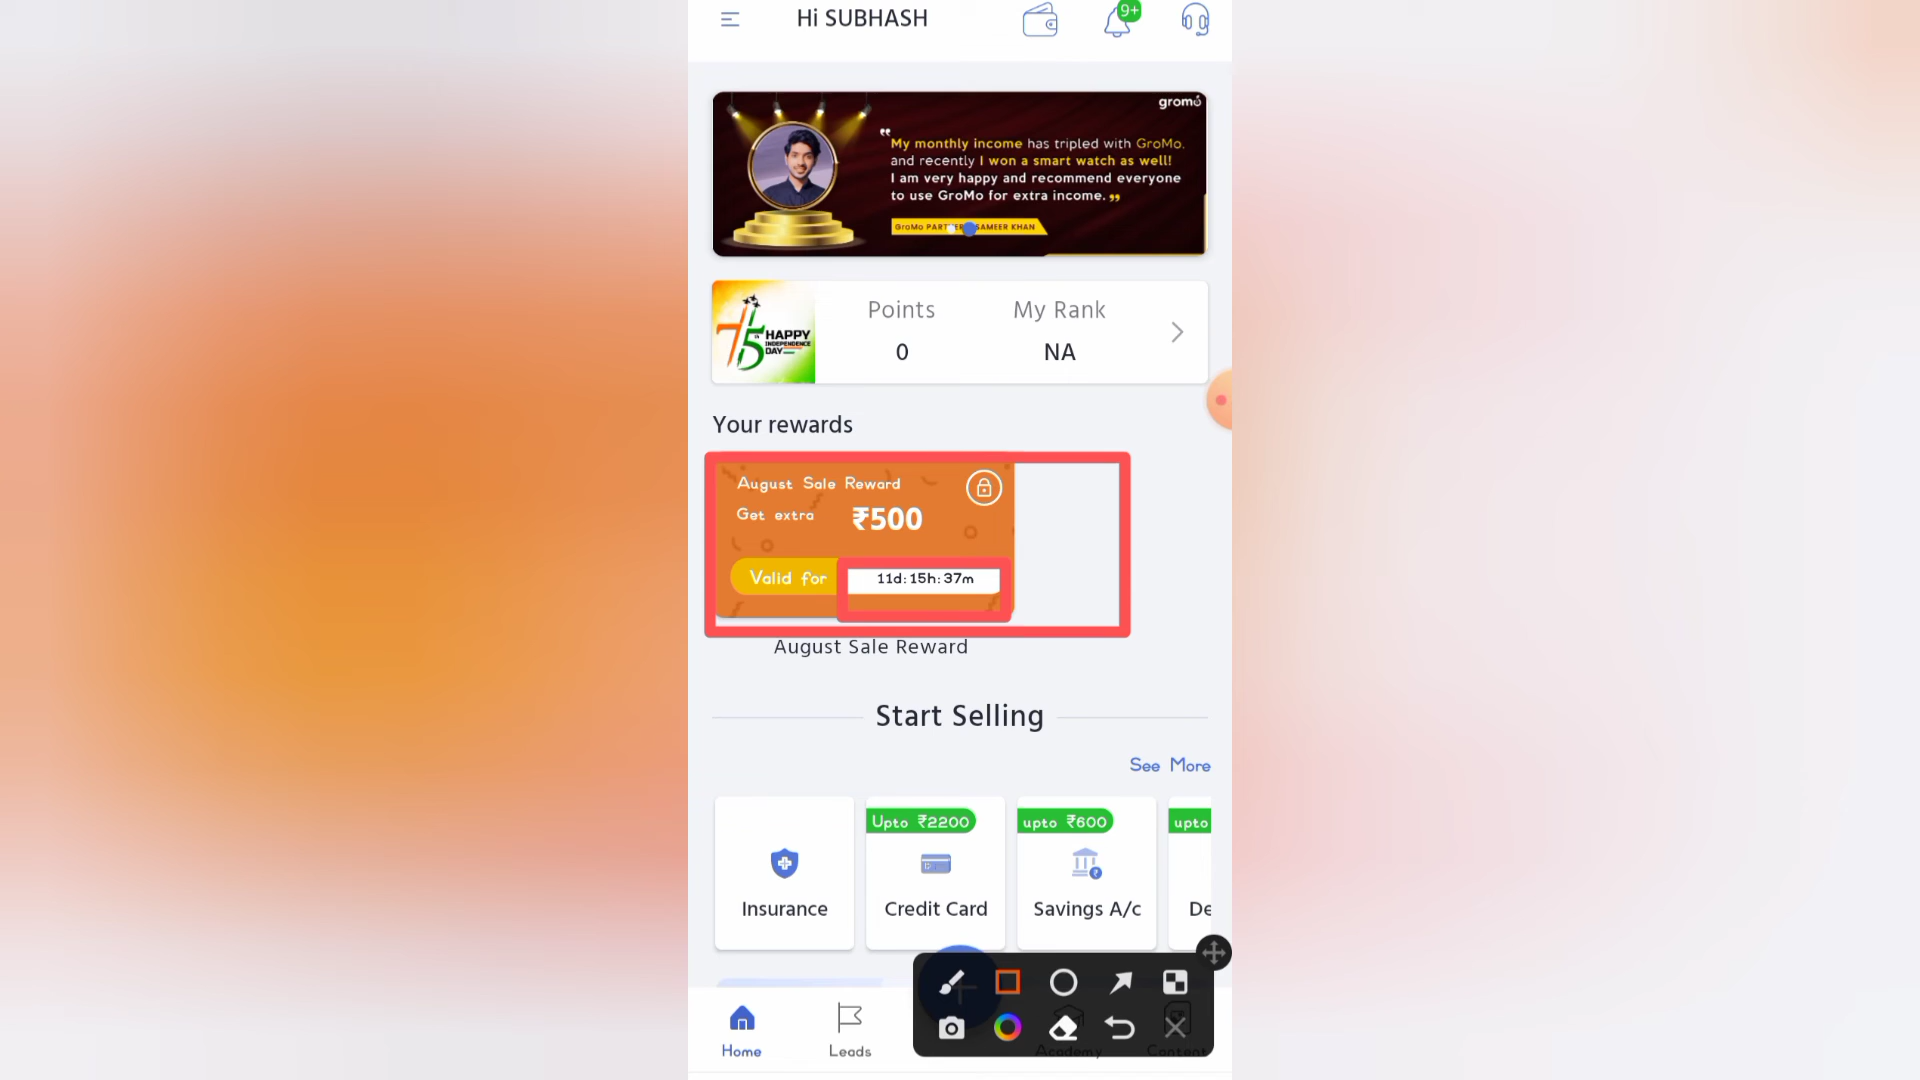 Hi SUBHASH
9+
gromo
" My monthly income has tripled with GroMo.
and recently I won a smart watch as well!
I am very happy and recommend everyone
to use GroMo for extra income. "
GroMo PARTNER SAMEER KHAN
75 HAPPY
INDEPENDENCE
DAY
Points
My Rank
0
NA
Your rewards
August Sale Reward
Get extra ₹500
Valid for 11d:15h:37m
August Sale Reward
Start Selling
See More
Upto ₹2200
upto ₹600
upto
Insurance
Credit Card
Savings A/c
De
Home
Leads
Academy
Content